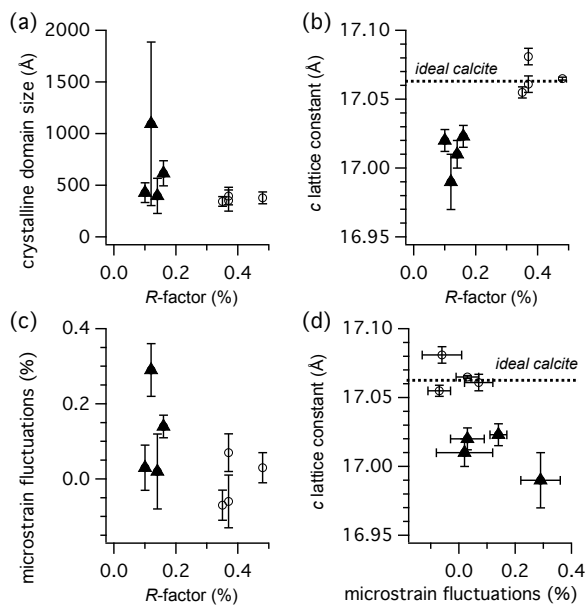 (a)
crystalline domain size (Å)
2000
1500
1000
500
0
0.0
0.2
0.4
R-factor (%)
(b)
c lattice constant (Å)
17.10
17.05
17.00
16.95
ideal calcite
0.0
0.2
0.4
R-factor (%)
(c)
microstrain fluctuations (%)
0.4
0.2
0.0
0.0
0.2
0.4
R-factor (%)
(d)
c lattice constant (Å)
17.10
17.05
17.00
16.95
ideal calcite
0.0
0.2
0.4
microstrain fluctuations (%)